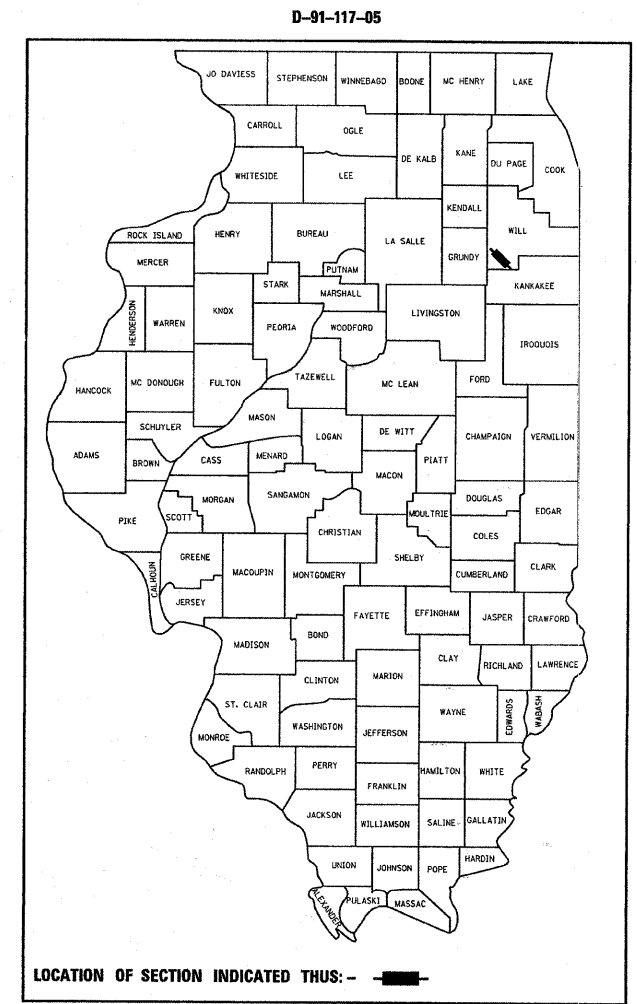 D-91-117-05
JO DAVIESS
STEPHENSON
WINNEBAGO
BOONE
MC HENRY
LAKE
CARROLL
OGLE
DE KALB
KANE
DU PAGE
COOK
WHITESIDE
LEE
KENDALL
ROCK ISLAND
HENRY
BUREAU
LA SALLE
WILL
MERCER
PUTNAM
GRUNDY
STARK
MARSHALL
KANKAKEE
HENDERSON
WARREN
KNOX
PEORIA
WOODFORD
LIVINGSTON
IROQUOIS
HANCOCK
MC DONOUGH
FULTON
TAZEWELL
MC LEAN
FORD
MASON
SCHUYLER
LOGAN
DE WITT
CHAMPAIGN
VERMILION
ADAMS
BROWN
CASS
MENARD
MACON
PIATT
MORGAN
SANGAMON
DOUGLAS
PIKE
SCOTT
CHRISTIAN
MOULTRIE
COLES
EDGAR
CALHOUN
GREENE
MACOUPIN
MONTGOMERY
SHELBY
CUMBERLAND
CLARK
JERSEY
FAYETTE
EFFINGHAM
JASPER
CRAWFORD
MADISON
BOND
CLAY
RICHLAND
LAWRENCE
CLINTON
MARION
ST. CLAIR
WAYNE
EDWARDS
WABASH
WASHINGTON
JEFFERSON
MONROE
RANDOLPH
PERRY
HAMILTON
WHITE
FRANKLIN
JACKSON
WILLIAMSON
SALINE
GALLATIN
UNION
JOHNSON
POPE
HARDIN
ALEXANDER
PULASKI
MASSAC
LOCATION OF SECTION INDICATED THUS: -